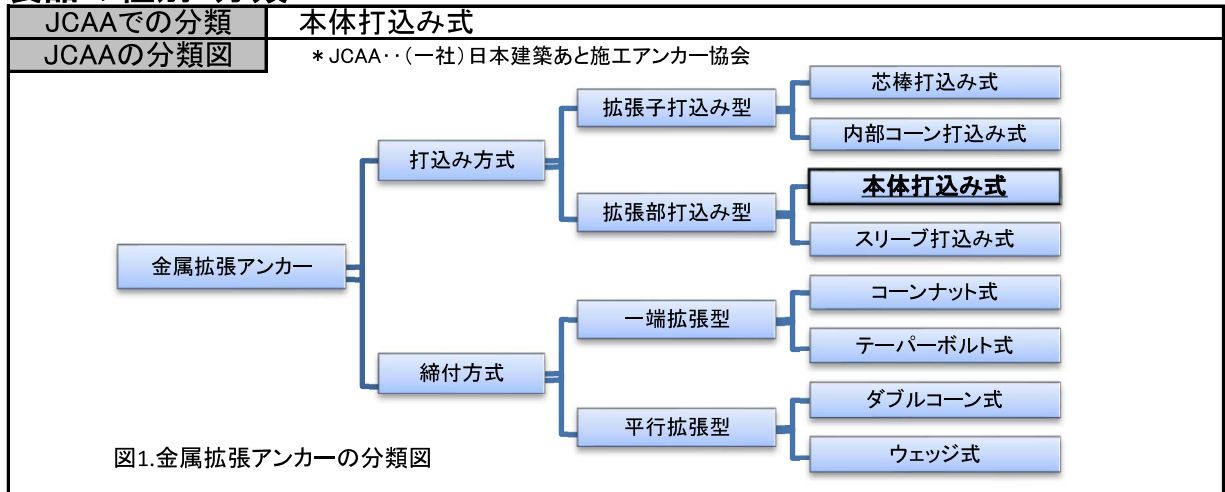 JCAAでの分類 本体打込み式
JCAAの分類図 *JCAA‥(一社)日本建築あと施工アンカー協会
芯棒打込み式
拡張子打込み型
内部コーン打込み式
打込み方式
本体打込み式
拡張部打込み型
スリーブ打込み式
金属拡張アンカー
コーンナット式
一端拡張型
テーパーボルト式
締付方式
ダブルコーン式
平行拡張型
ウェッジ式
図1.金属拡張アンカーの分類図